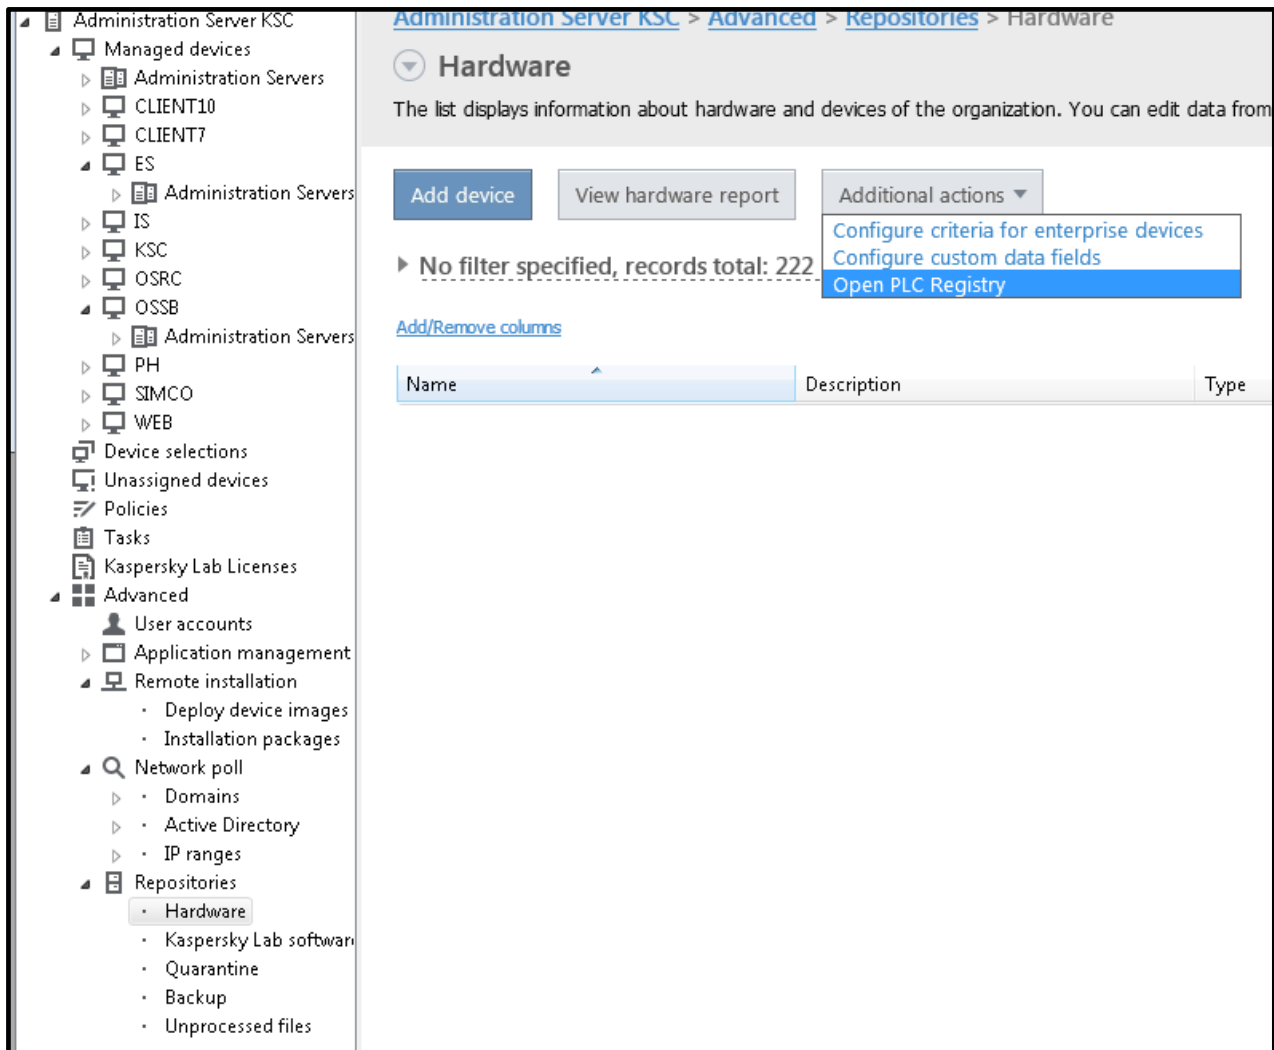 Administration Server KSC
Managed devices
Administration Servers
CLIENT10
CLIENT7
ES
Administration Servers
IS
KSC
OSRC
OSSB
Administration Servers
PH
SIMCO
WEB
Device selections
Unassigned devices
Policies
Tasks
Kaspersky Lab Licenses
Advanced
User accounts
Application management
Remote installation
Deploy device images
Installation packages
Network poll
Domains
Active Directory
IP ranges
Repositories
Hardware
Kaspersky Lab softwar
Quarantine
Backup
Unprocessed files
Administration Server KSC > Advanced > Repositories > Hardware
Hardware
The list displays information about hardware and devices of the organization. You can edit data from
Add device View hardware report Additional actions
Configure criteria for enterprise devices
Configure custom data fields
Open PLC Registry
No filter specified, records total: 222
Add/Remove columns
Name Description Type